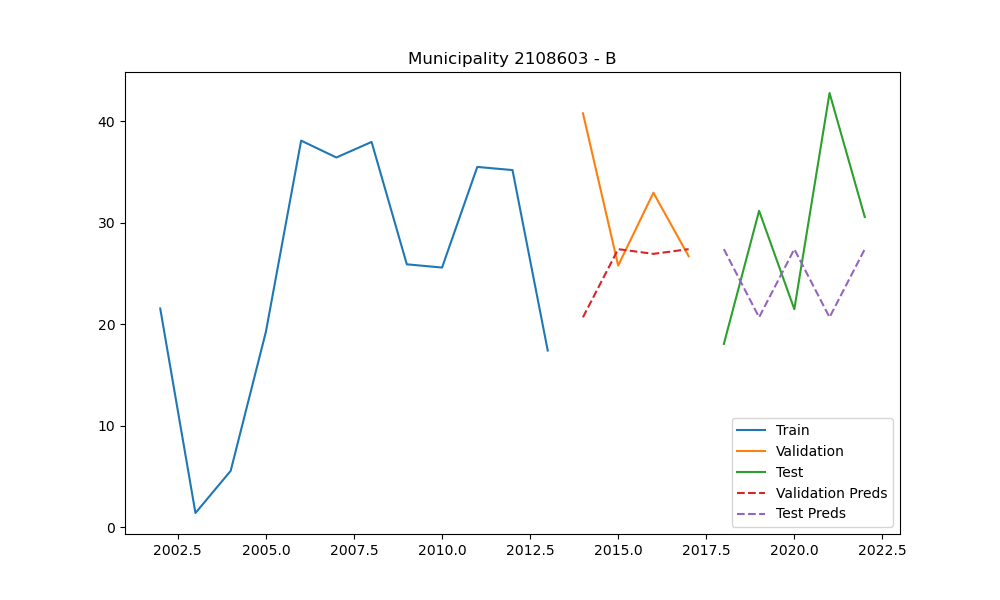 Municipality 2108603 - B
40
30
20
10
0
2002.5 2005.0 2007.5 2010.0 2012.5 2015.0 2017.5 2020.0 2022.5
Train
Validation
Test
Validation Preds
Test Preds